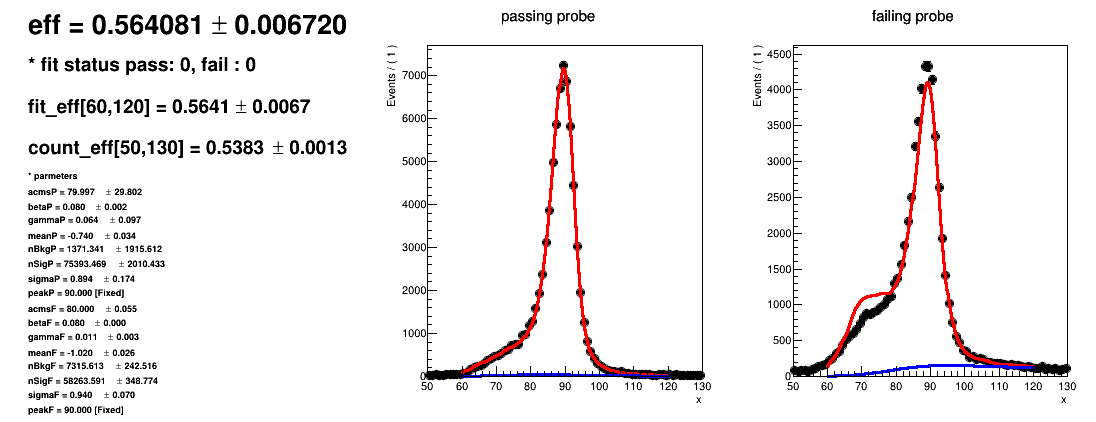 eff = 0.564081 ± 0.006720
* fit status pass: 0, fail : 0
fit_eff[60,120] = 0.5641 ± 0.0067
count_eff[50,130] = 0.5383 ± 0.0013
* parmeters
acmsP = 79.997 ± 29.802
betaP = 0.080 ± 0.002
gammaP = 0.064 ± 0.097
meanP = -0.740 ± 0.034
nBkgP = 1371.341 ± 1915.612
nSigP = 75393.469 ± 2010.433
sigmaP = 0.894 ± 0.174
peakP = 90.000 [Fixed]
acmsF = 80.000 ± 0.055
betaF = 0.080 ± 0.000
gammaF = 0.011 ± 0.003
meanF = -1.020 ± 0.026
nBkgF = 7315.613 ± 242.516
nSigF = 58263.591 ± 348.774
sigmaF = 0.940 ± 0.070
peakF = 90.000 [Fixed]
passing probe
Events / ( 1 )
7000
6000
5000
4000
3000
2000
1000
0
50 60 70 80 90 100 110 120 130
x
failing probe
Events / ( 1 )
4500
4000
3500
3000
2500
2000
1500
1000
500
0
50 60 70 80 90 100 110 120 130
x